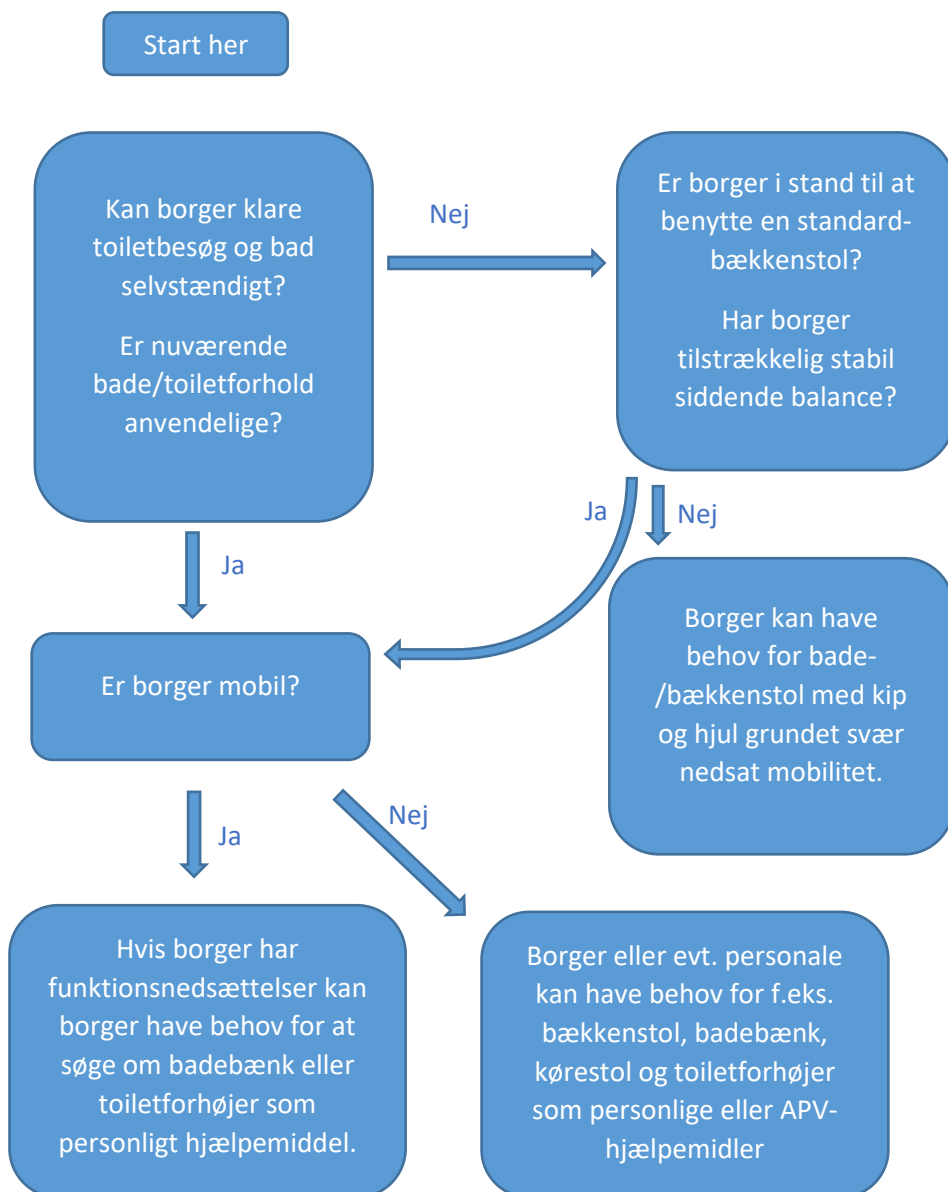 Start her
Kan borger klare
toiletbesøg og bad
selvstændigt?
Er nuværende
bade/toiletforhold
anvendelige?
Nej
Er borger i stand til at
benytte en standard-
bækkenstol?
Har borger
tilstrækkelig stabil
siddende balance?
Ja
Ja
Nej
Er borger mobil?
Borger kan have
behov for bade-
/bækkenstol med kip
og hjul grundet svær
nedsat mobilitet.
Ja
Nej
Hvis borger har
funktionsnedsættelser kan
borger have behov for at
søge om badebænk eller
toiletforhøjer som
personligt hjælpemiddel.
Borger eller evt. personale
kan have behov for f.eks.
bækkenstol, badebænk,
kørestol og toiletforhøjer
som personlige eller APV-
hjælpemidler